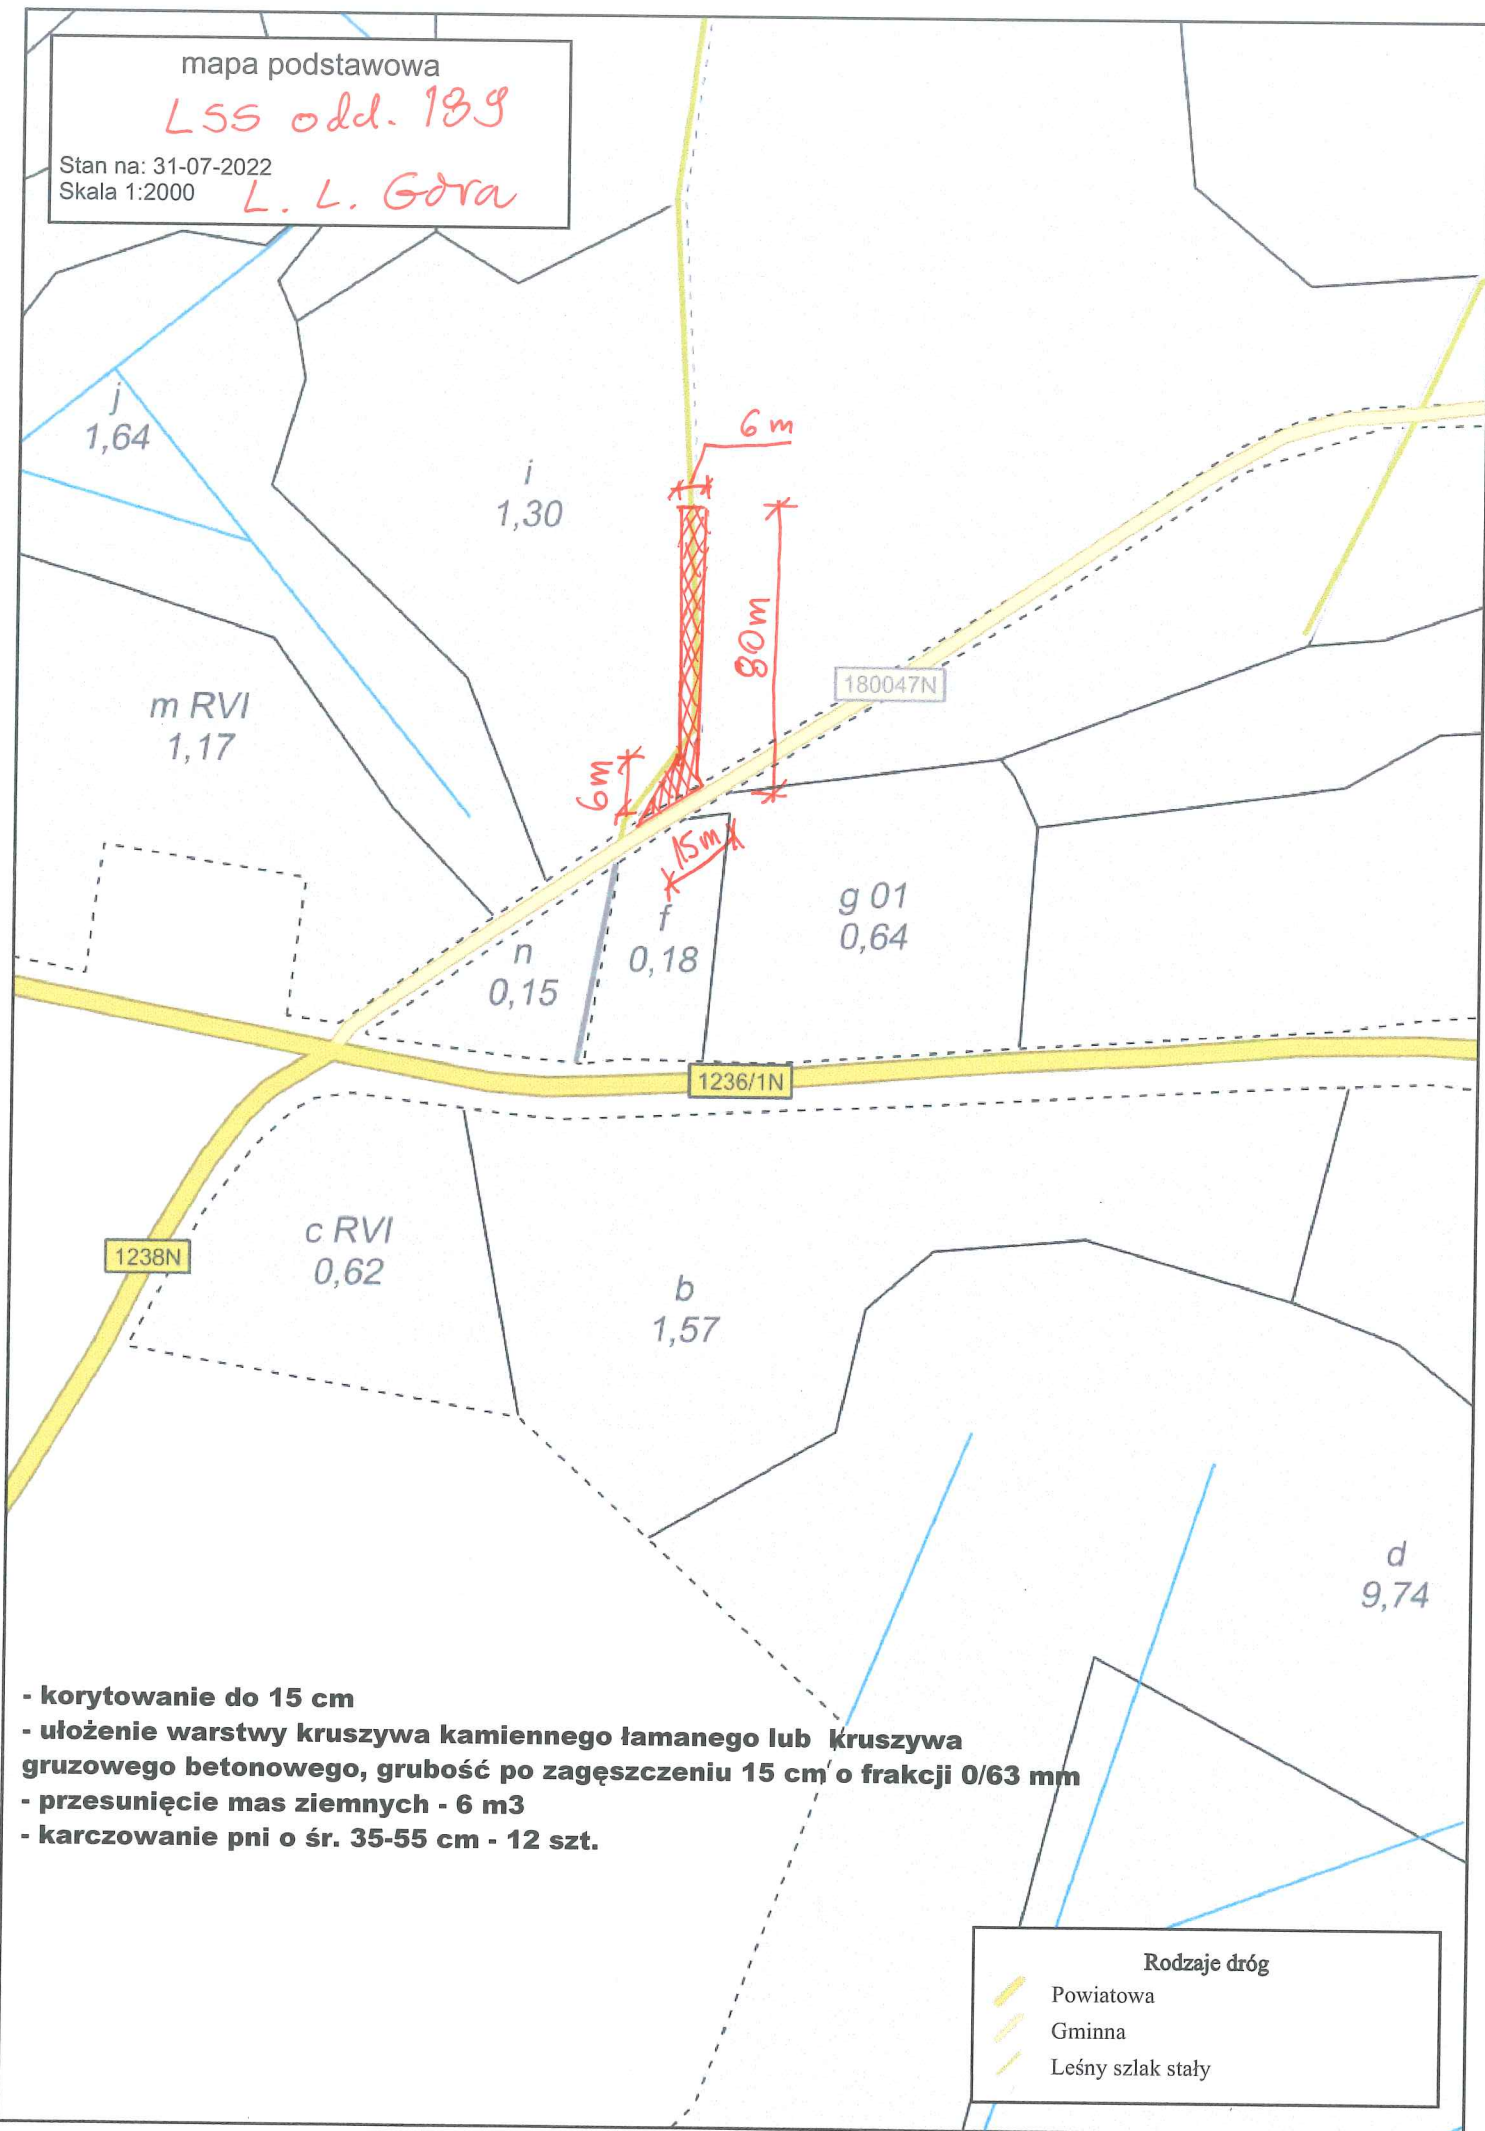 mapa podstawowa
LSS odd. 189
Stan na: 31-07-2022
Skala 1:2000
L. L. Góra
j
1,64
i
1,30
6 m
80m
180047N
m RVI
1,17
6m
15m
f
0,18
g 01
0,64
n
0,15
1236/1N
1238N
c RVI
0,62
b
1,57
d
9,74
- korytowanie do 15 cm
- ułożenie warstwy kruszywa kamiennego łamanego lub kruszywa
gruzowego betonowego, grubość po zagęszczeniu 15 cm o frakcji 0/63 mm
- przesunięcie mas ziemnych - 6 m3
- karczowanie pni o śr. 35-55 cm - 12 szt.
Rodzaje dróg
Powiatowa
Gminna
Leśny szlak stały